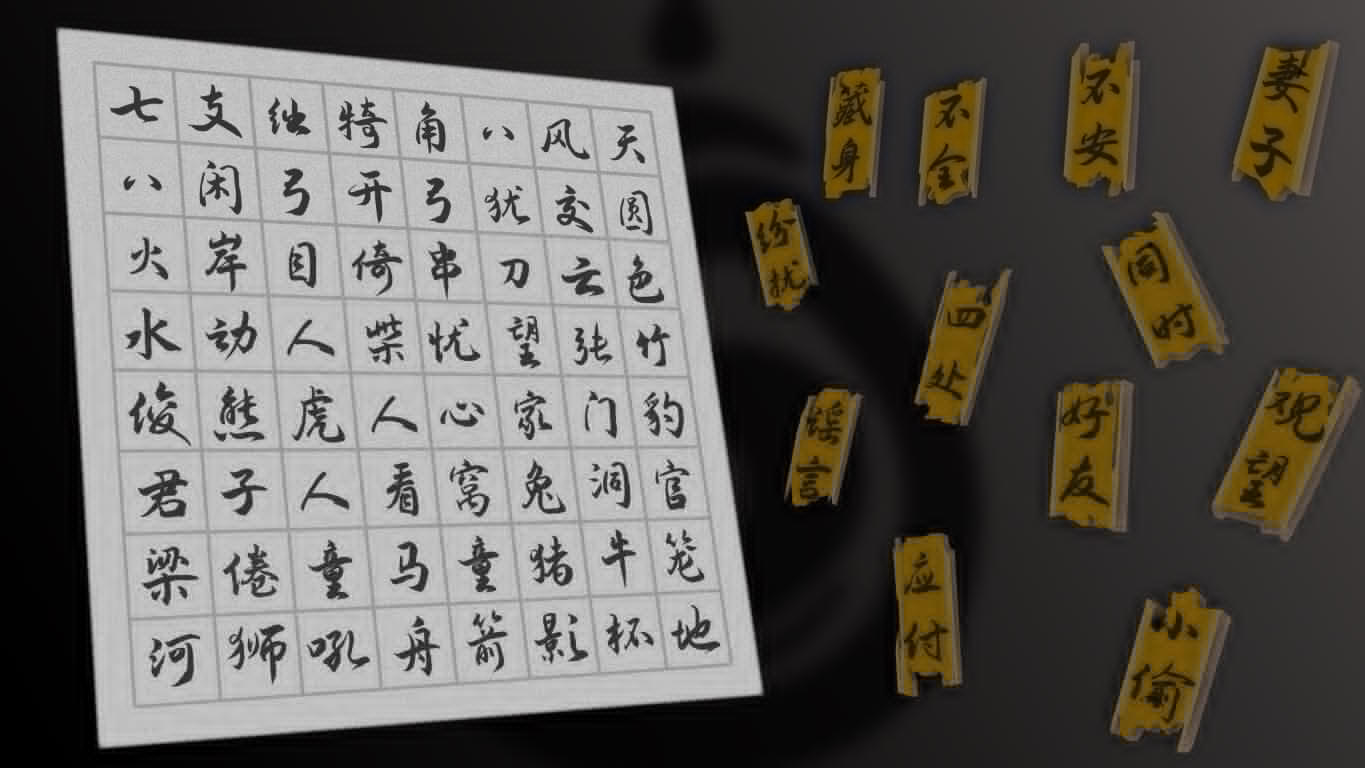 七支绌犄角八风天
八闲弓开弓犹交圆
火岸目倚串刀云色
水动人柴忧望张竹
俊熊虎人心家门豹
君子人看窝兔洞官
梁倦童马童猪牛笼
河狮吼舟箭影杯地
藏身
不全
不安
妻子
纷扰
同时
四处
谣言
好友
观望
应付
小偷